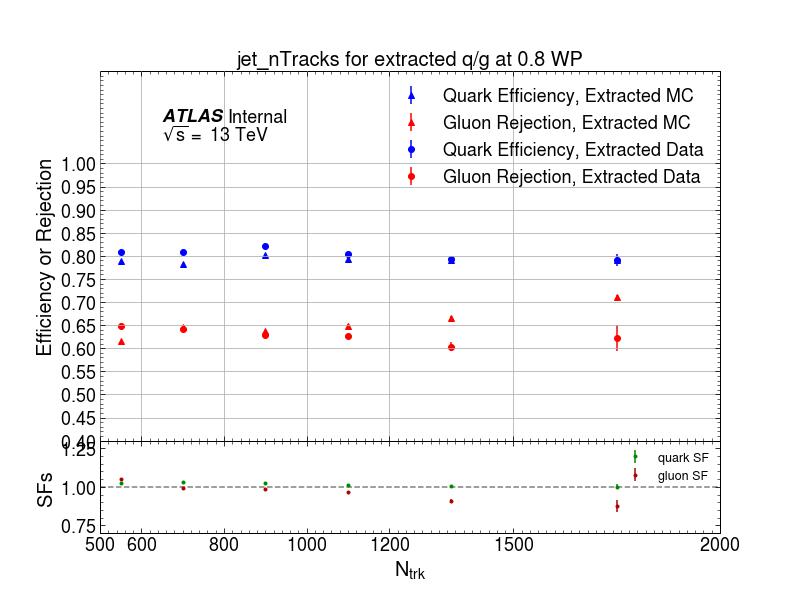 jet_nTracks for extracted q/g at 0.8 WP
ATLAS Internal
√s = 13 TeV
Quark Efficiency, Extracted MC
Gluon Rejection, Extracted MC
Quark Efficiency, Extracted Data
Gluon Rejection, Extracted Data
Efficiency or Rejection
1.00
0.95
0.90
0.85
0.80
0.75
0.70
0.65
0.60
0.55
0.50
0.45
0.40
SFs
1.25
1.00
0.75
quark SF
gluon SF
500 600 800 1000 1200 1500 2000
Ntrk